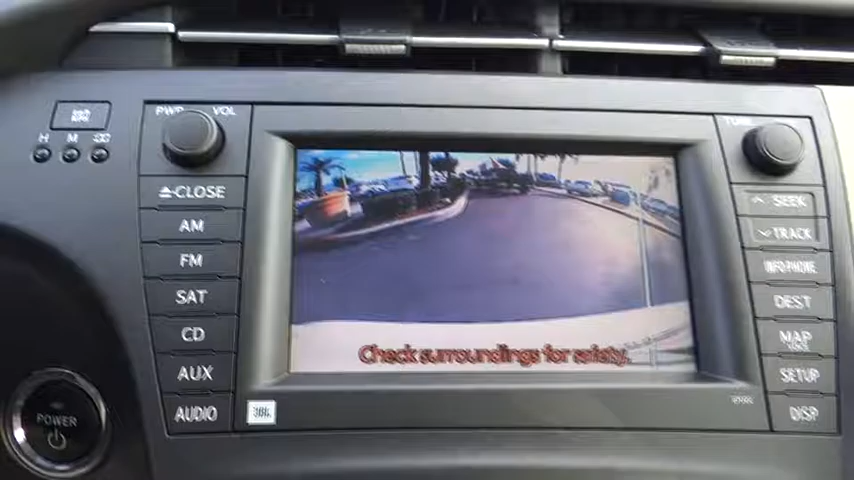 PWR
VOL
TUNE
H M
CLOSE
AM
FM
SAT
CD
AUX
AUDIO
POWER
JBL
Check surroundings for safety.
SEEK
TRACK
INFO/PHONE
DEST
MAP
SETUP
DISP